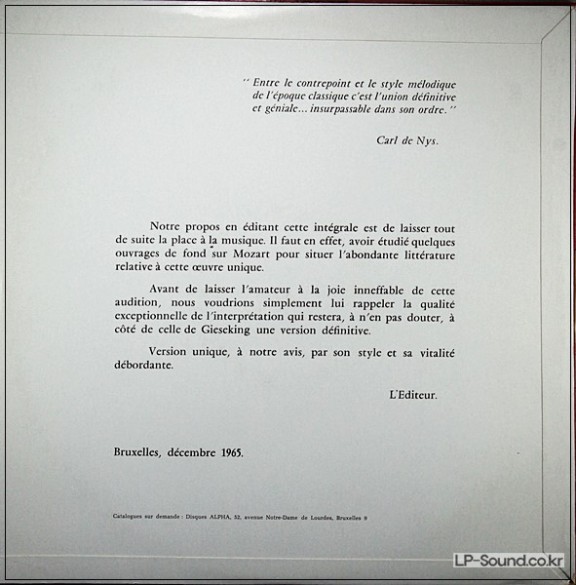 " Entre le contrepoint et le style mélodique
de l'époque classique c'est l'union définitive
et géniale... insurpassable dans son ordre. "
Carl de Nys.
Notre propos en éditant cette intégrale est de laisser tout
de suite la place à la musique. Il faut en effet, avoir étudié quelques
ouvrages de fond sur Mozart pour situer l'abondante littérature
relative à cette œuvre unique.
Avant de laisser l'amateur à la joie inneffable de cette
audition, nous voudrions simplement lui rappeler la qualité
exceptionnelle de l'interprétation qui restera, à n'en pas douter, à
côté de celle de Gieseking une version définitive.
Version unique, à notre avis, par son style et sa vitalité
débordante.
L'Editeur.
Bruxelles, décembre 1965.
Catalogues sur demande : Disques ALPHA, 52, avenue Notre-Dame de Lourdes, Bruxelles 9
LP-Sound.co.kr